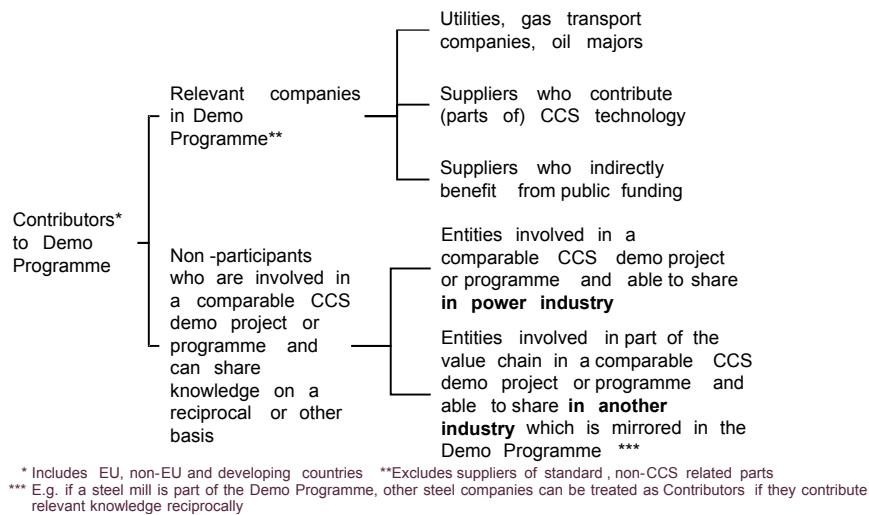 Contributors*
to Demo
Programme
Relevant companies
in Demo
Programme**
Utilities, gas transport
companies, oil majors
Suppliers who contribute
(parts of) CCS technology
Suppliers who indirectly
benefit from public funding
Non -participants
who are involved in
a comparable CCS
demo project or
programme and
can share
knowledge on a
reciprocal or other
basis
Entities involved in a
comparable CCS demo project
or programme and able to share
in power industry
Entities involved in part of the
value chain in a comparable CCS
demo project or programme and
able to share in another
industry which is mirrored in the
Demo Programme ***
* Includes EU, non-EU and developing countries **Excludes suppliers of standard , non-CCS related parts
*** E.g. if a steel mill is part of the Demo Programme, other steel companies can be treated as Contributors if they contribute
relevant knowledge reciprocally